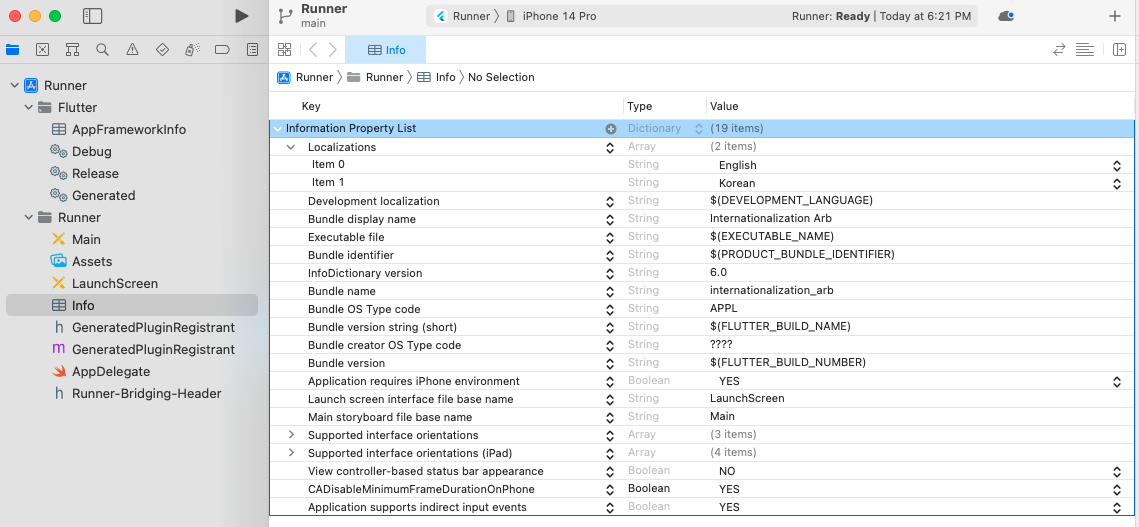 Runner
main
Runner
iPhone 14 Pro
Runner: Ready | Today at 6:21 PM
Info
Runner
Runner
Info
No Selection
Runner
Flutter
AppFrameworkInfo
Debug
Release
Generated
Runner
Main
Assets
LaunchScreen
Info
h GeneratedPluginRegistrant
m GeneratedPluginRegistrant
AppDelegate
h Runner-Bridging-Header
Key Type Value
Information Property List Dictionary (19 items)
Localizations Array (2 items)
Item 0 String English
Item 1 String Korean
Development localization String $(DEVELOPMENT_LANGUAGE)
Bundle display name String Internationalization Arb
Executable file String $(EXECUTABLE_NAME)
Bundle identifier String $(PRODUCT_BUNDLE_IDENTIFIER)
InfoDictionary version String 6.0
Bundle name String internationalization_arb
Bundle OS Type code String APPL
Bundle version string (short) String $(FLUTTER_BUILD_NAME)
Bundle creator OS Type code String ????
Bundle version String $(FLUTTER_BUILD_NUMBER)
Application requires iPhone environment Boolean YES
Launch screen interface file base name String LaunchScreen
Main storyboard file base name String Main
Supported interface orientations Array (3 items)
Supported interface orientations (iPad) Array (4 items)
View controller-based status bar appearance Boolean NO
CADisableMinimumFrameDurationOnPhone Boolean YES
Application supports indirect input events Boolean YES